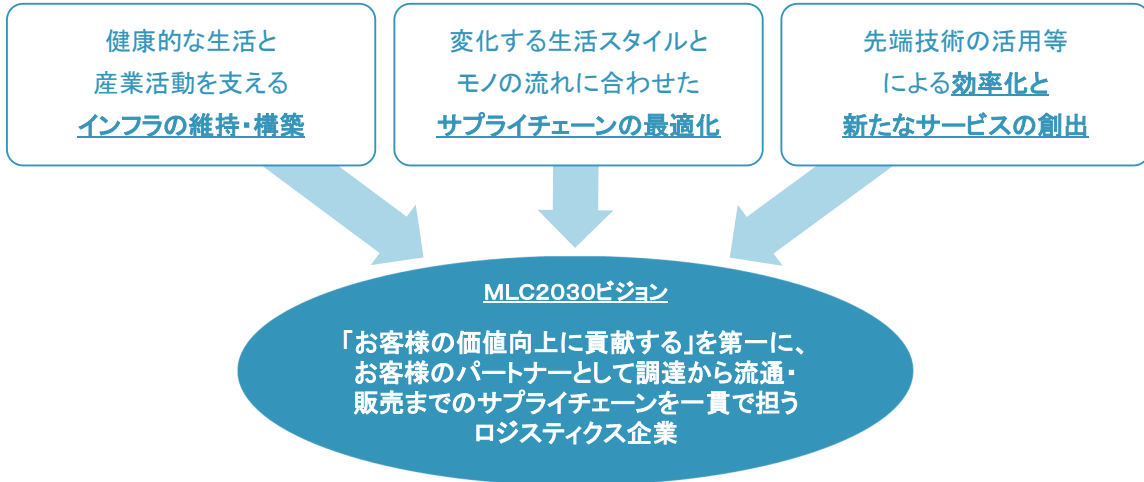 健康的な生活と
産業活動を支える
インフラの維持・構築
変化する生活スタイルと
モノの流れに合わせた
サプライチェーンの最適化
先端技術の活用等
による効率化と
新たなサービスの創出
MLC2030ビジョン
「お客様の価値向上に貢献する」を第一に、
お客様のパートナーとして調達から流通・
販売までのサプライチェーンを一貫で担う
ロジスティクス企業